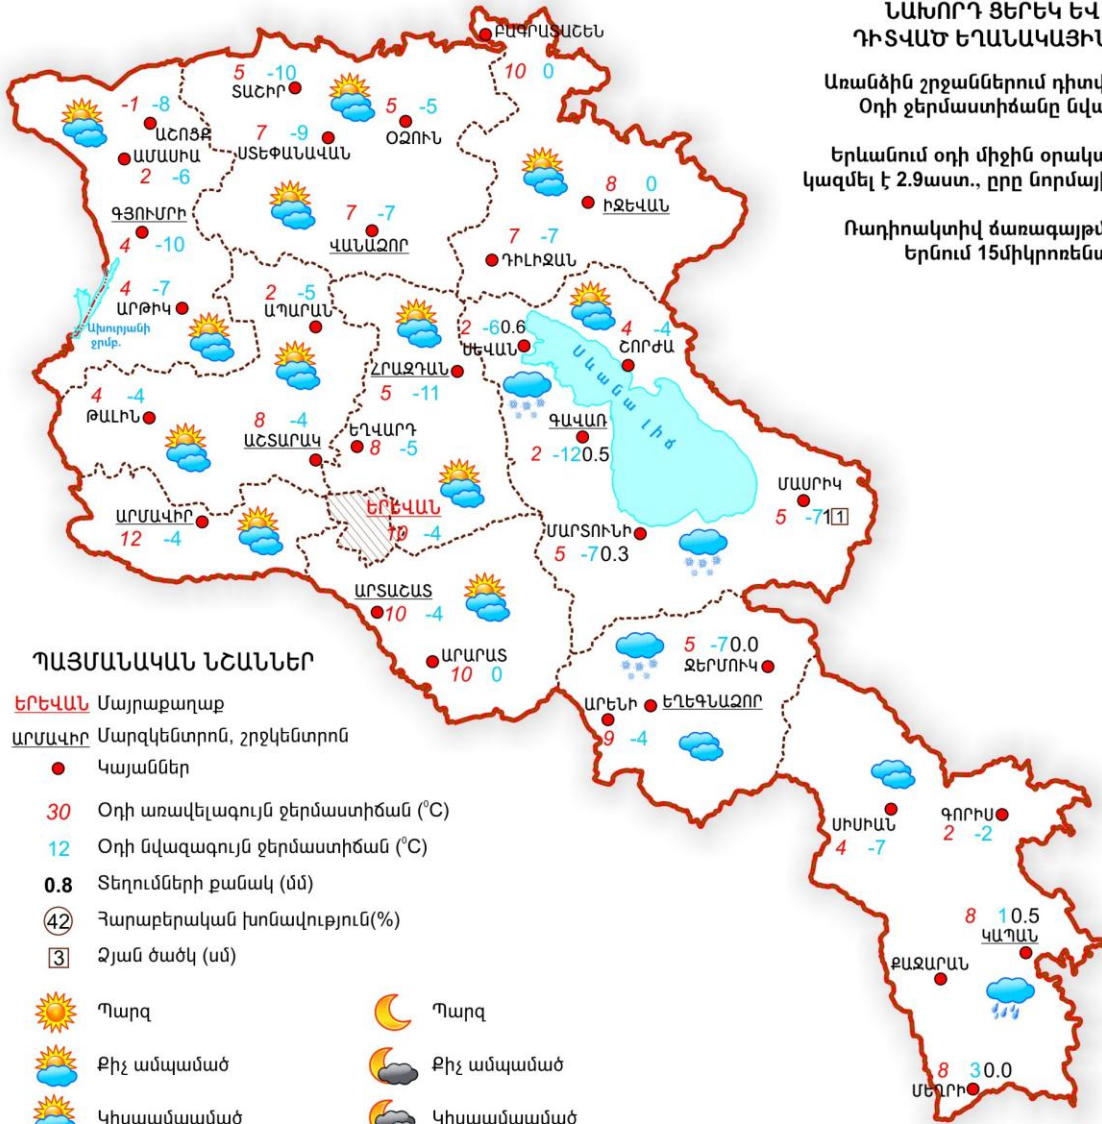 ՆԱԽՈՐԴ ՑԵՐԵԿ ԵՎ
ԴԻՏՎԱԾ ԵՂԱՆԱԿԱՅԻՆ
Առանձին շրջաններում դիտվ
Օդի ջերմաստիճանը նվա
Երևանում օդի միջին օրակա
կազմել է 2.9աստ., ըրը նորմայի
Ռադիոակտիվ ճառագայթմ
Երնում 15միկրոռենտ
ԲԱԳՐԱՏԱՇԵՆ
10 0
5 -10
ՏԱՇԻՐ
-1 -8
ԱՇՈՑՔ
5 -5
ՕՁՈՒՆ
7 -9
ՍՏԵՓԱՆԱՎԱՆ
ԱՄԱՍԻԱ
2 -6
8 0
ԻՋԵՎԱՆ
ԳՅՈՒՄՐԻ
4 -10
7 -7
ՎԱՆԱՁՈՐ
7 -7
ԴԻԼԻՋԱՆ
4 -7
ԱՐԹԻԿ
Ախուրյանի
ջրմբ.
2 -5
ԱՊԱՐԱՆ
2 -6 0.6
ՍԵՎԱՆ
4 -4
ՇՈՐԺԱ
Սևանա լիճ
ՀՐԱԶԴԱՆ
5 -11
4 -4
ԹԱԼԻՆ
8 -4
ԱՇՏԱՐԱԿ
ԵՂՎԱՐԴ
8 -5
ԳԱՎԱՌ
2 -12 0.5
ՄԱՍՐԻԿ
5 -7 1 1
ԱՐՄԱՎԻՐ
12 -4
ԵՐԵՎԱՆ
10 -4
ՄԱՐՏՈՒՆԻ
5 -7 0.3
ԱՐՏԱՇԱՏ
10 -4
ԱՐԱՐԱՏ
10 0
5 -7 0.0
ՋԵՐՄՈՒԿ
ԱՐԵՆԻ
9 -4
ԵՂԵԳՆԱՁՈՐ
ՍԻՍԻԱՆ
4 -7
ԳՈՐԻՍ
2 -2
8 1 0.5
ԿԱՊԱՆ
ՔԱՋԱՐԱՆ
8 3 0.0
ՄԵՂՐԻ
ՊԱՅՄԱՆԱԿԱՆ ՆՇԱՆՆԵՐ
ԵՐԵՎԱՆ Մայրաքաղաք
ԱՐՄԱՎԻՐ Մարզկենտրոն, շրջկենտրոն
Կայաններ
30 Օդի առավելագույն ջերմաստիճան (⁰C)
12 Օդի նվազագույն ջերմաստիճան (⁰C)
0.8 Տեղումների քանակ (մմ)
42 Հարաբերական խոնավություն(%)
3 Ձյան ծածկ (սմ)
Պարզ Պարզ
Քիչ ամպամած Քիչ ամպամած
Կիսաամպամած Կիսաամպամած